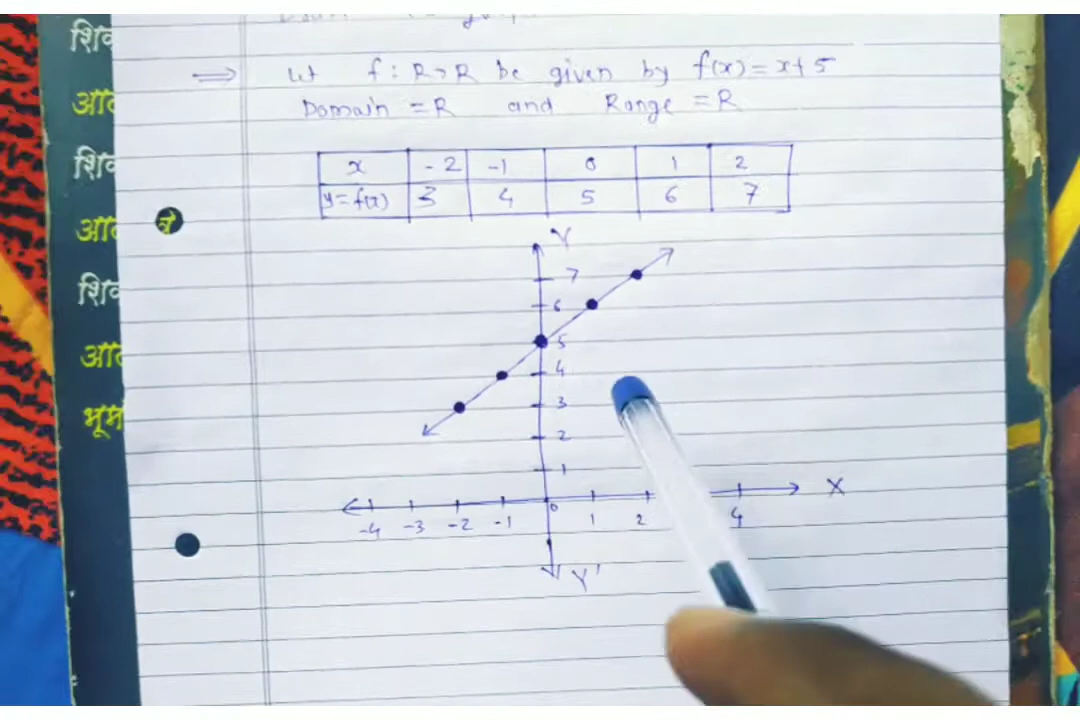 ⇒ Let f : R→R be given by f(x) = x+5
Domain = R and Range = R
x -2 -1 0 1 2
y = f(x) 3 4 5 6 7
Y
7
6
5
4
3
2
1
X
-4 -3 -2 -1 0 1 2 4
Y'
शिव
वे
शिव
शिव